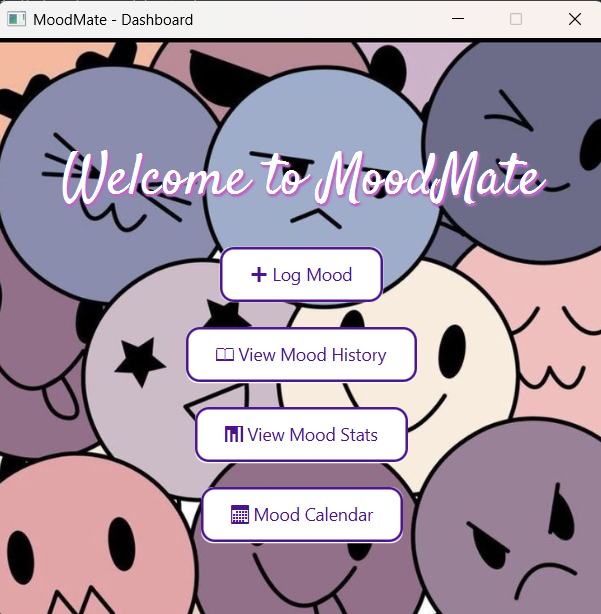 MoodMate - Dashboard
Welcome to MoodMate
Log Mood
View Mood History
View Mood Stats
Mood Calendar